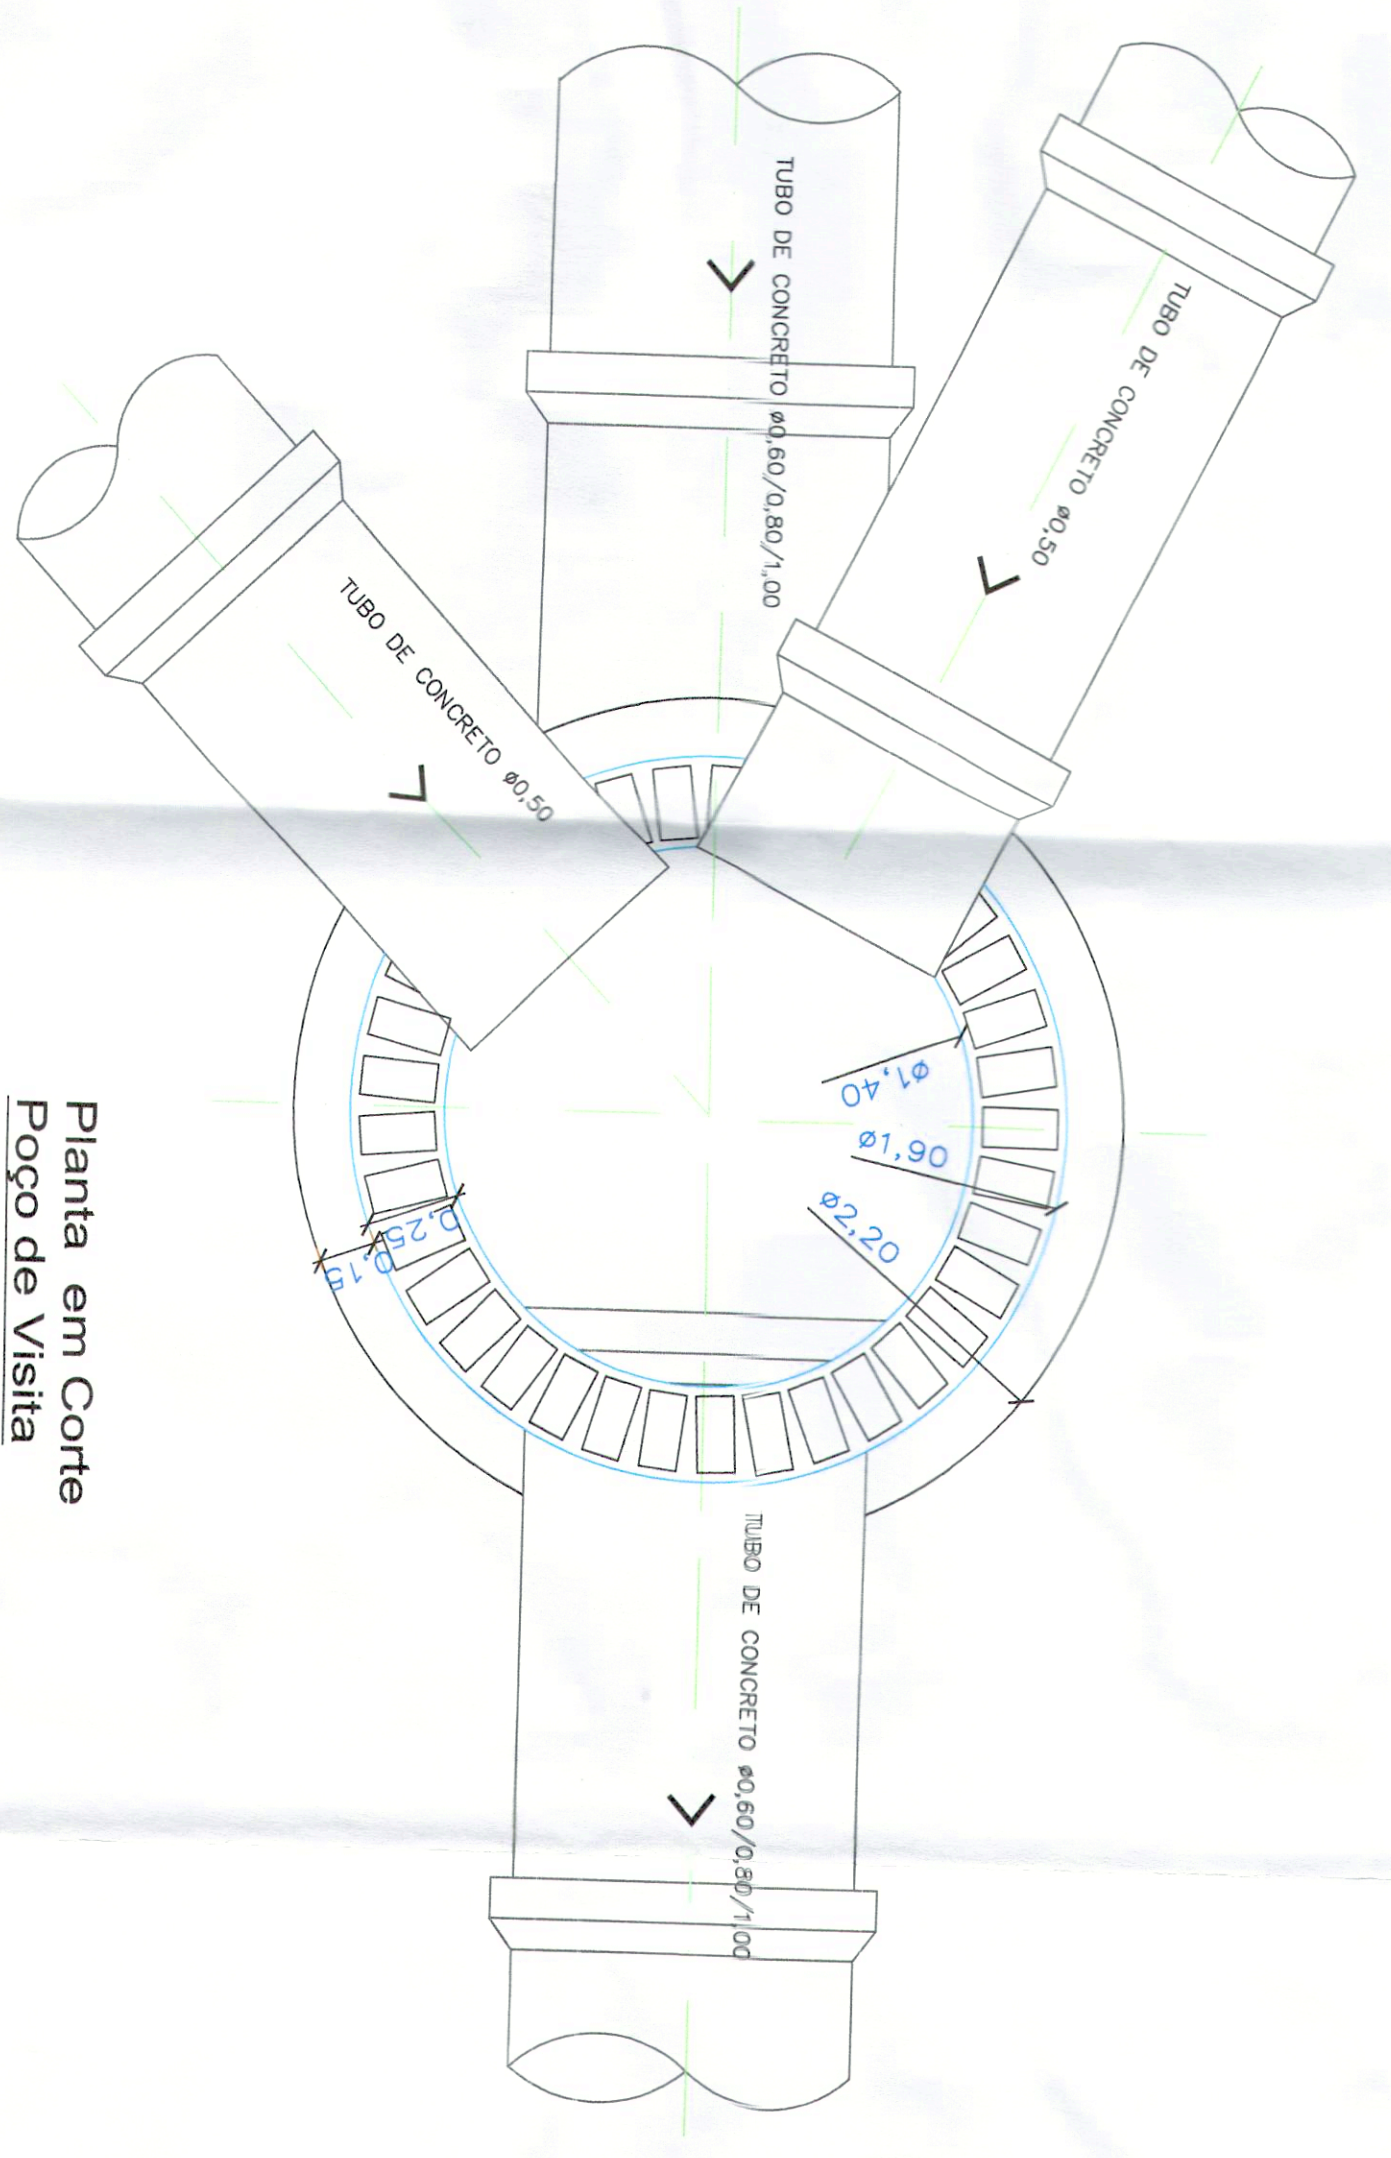 TUBO DE CONCRETO ø0,50
TUBO DE CONCRETO ø0,60/0,80/1,00
TUBO DE CONCRETO ø0,50
ø1,40
ø1,90
ø2,20
0,25
0,15
TUBO DE CONCRETO ø0,60/0,80/1,00
Planta em Corte
Poço de Visita